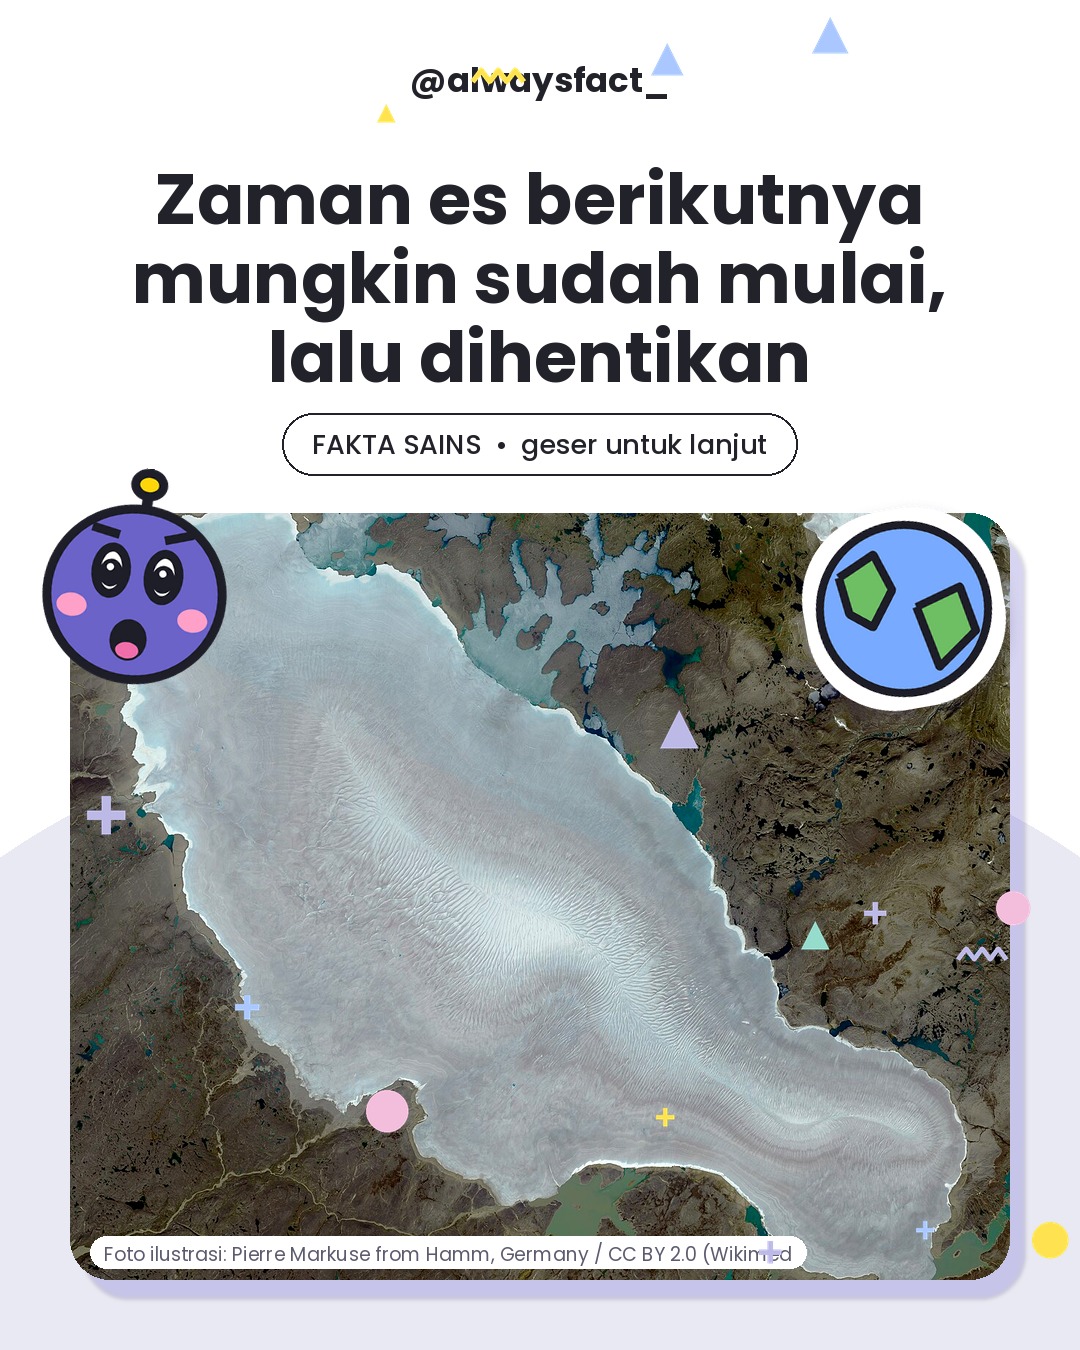 @alwaysfact_
Zaman es berikutnya
mungkin sudah mulai,
lalu dihentikan
FAKTA SAINS • geser untuk lanjut
Foto ilustrasi: Pierre Markuse from Hamm, Germany / CC BY 2.0 (Wikimed